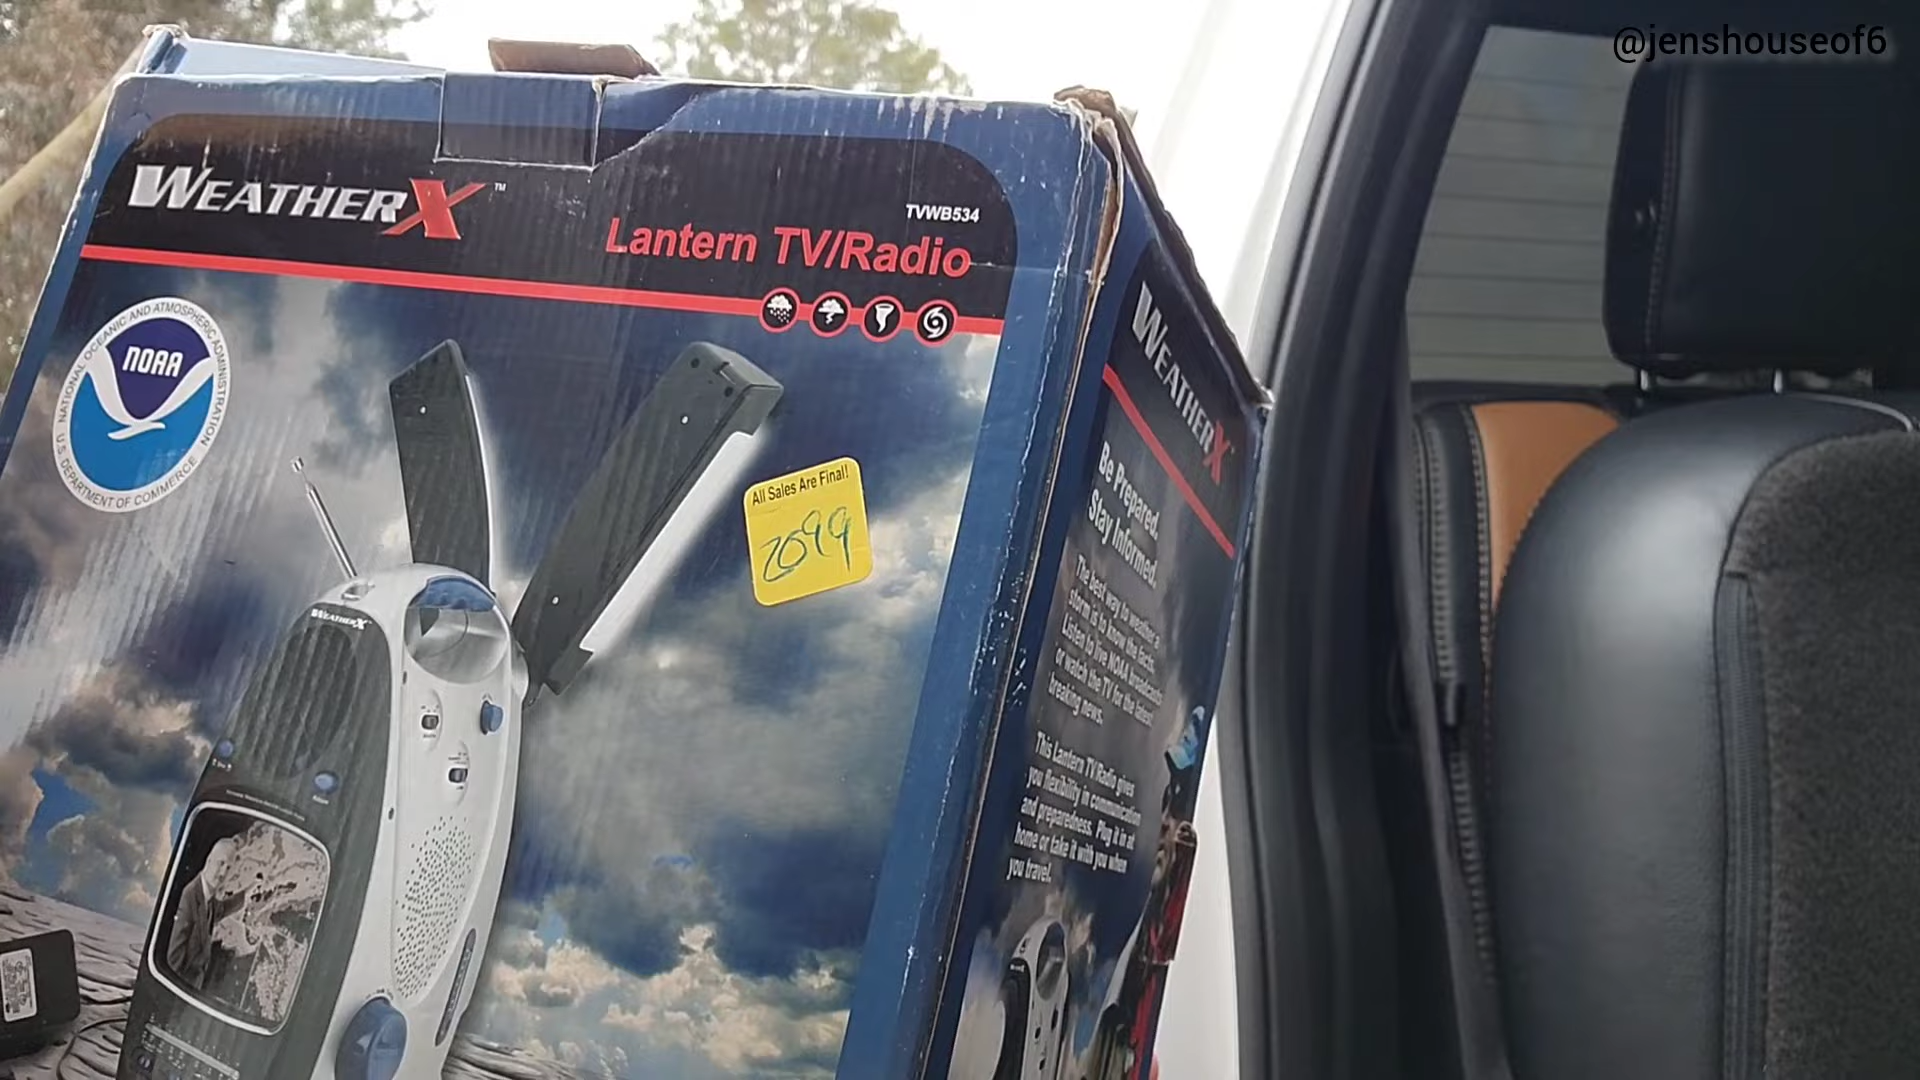 @jenshouseof6
WEATHERX™
TVWB534
Lantern TV/Radio
NATIONAL OCEANIC AND ATMOSPHERIC ADMINISTRATION
NOAA
U.S. DEPARTMENT OF COMMERCE
All Sales Are Final!
2099
WEATHERX
WEATHERX
Be Prepared.
Stay Informed.
The best way to weather a
storm is to know the facts.
Listen to live NOAA broadcasts
or watch the TV for the latest
breaking news.
This Lantern TV/Radio gives
you flexibility in communication
and preparedness. Plug it in at
home or take it with you when
you travel.